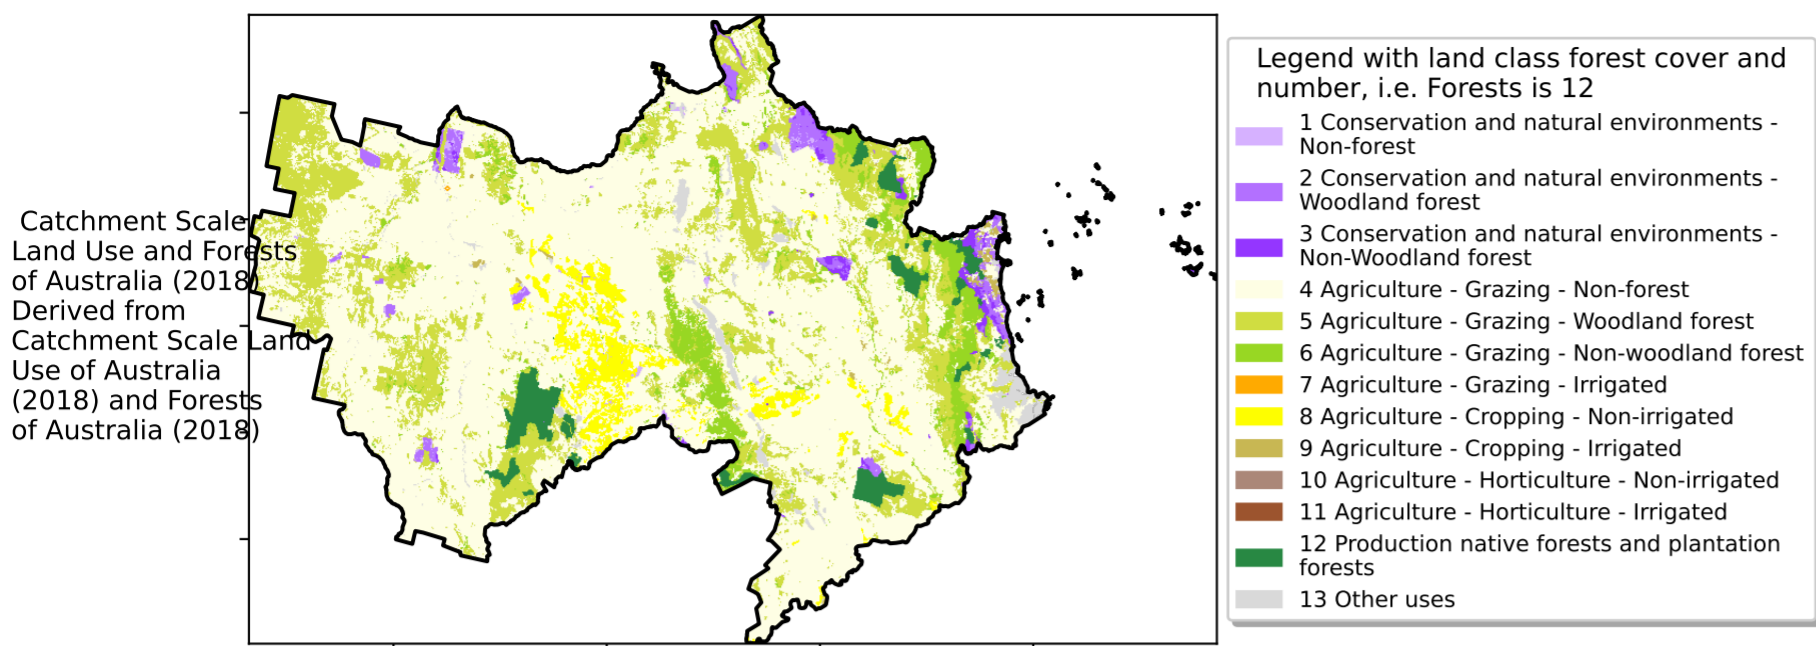 Catchment Scale
Land Use and Forests
of Australia (2018)
Derived from
Catchment Scale Land
Use of Australia
(2018) and Forests
of Australia (2018)
Legend with land class forest cover and
number, i.e. Forests is 12
1 Conservation and natural environments -
Non-forest
2 Conservation and natural environments -
Woodland forest
3 Conservation and natural environments -
Non-Woodland forest
4 Agriculture - Grazing - Non-forest
5 Agriculture - Grazing - Woodland forest
6 Agriculture - Grazing - Non-woodland forest
7 Agriculture - Grazing - Irrigated
8 Agriculture - Cropping - Non-irrigated
9 Agriculture - Cropping - Irrigated
10 Agriculture - Horticulture - Non-irrigated
11 Agriculture - Horticulture - Irrigated
12 Production native forests and plantation
forests
13 Other uses